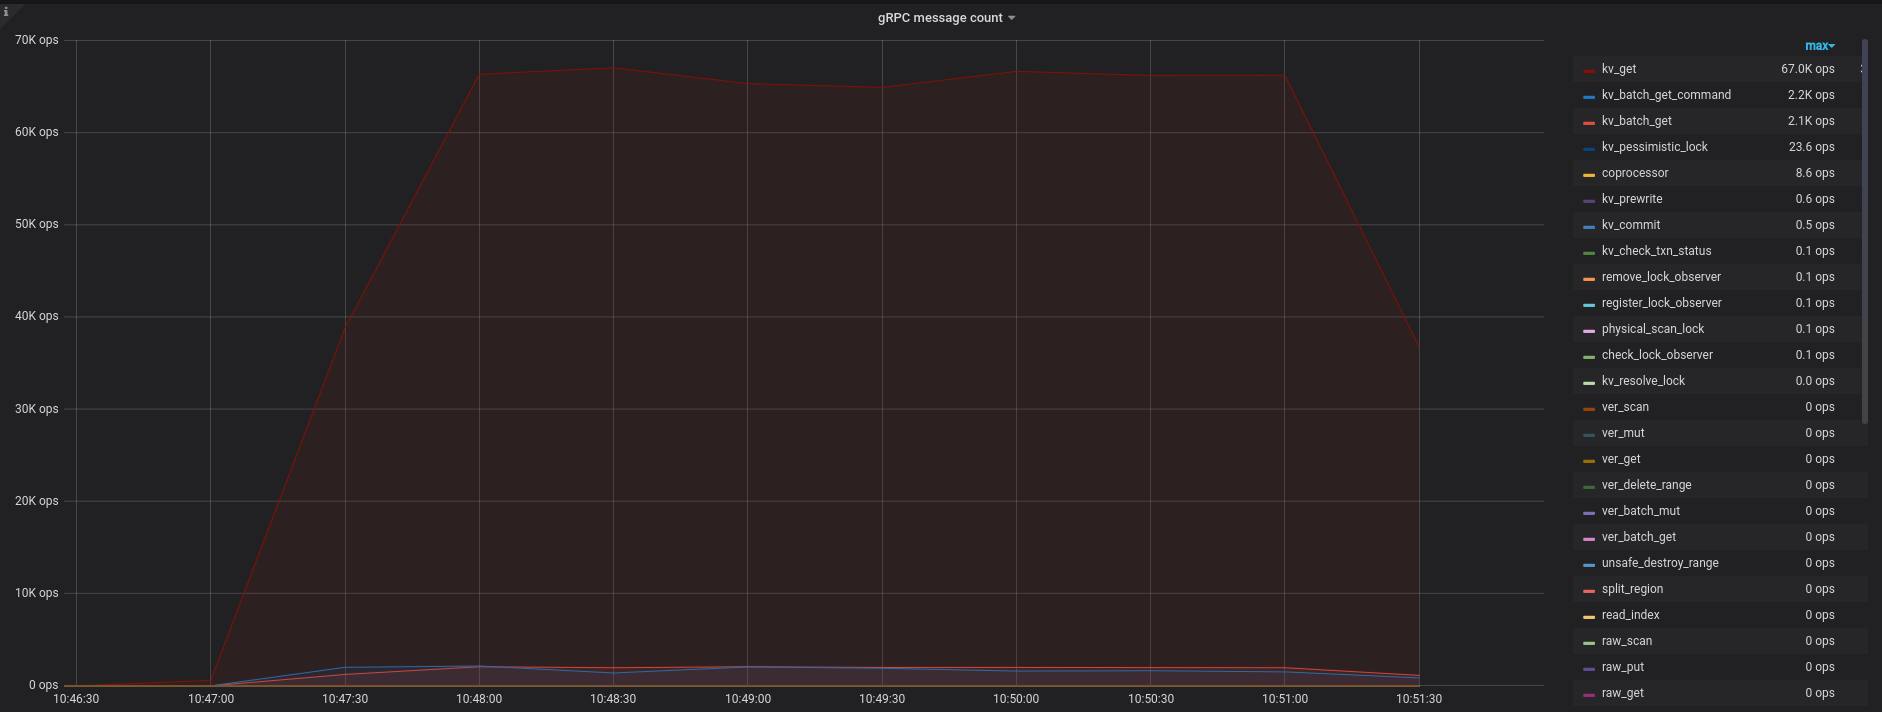 i
gRPC message count
70K ops
60K ops
50K ops
40K ops
30K ops
20K ops
10K ops
0 ops
10:46:30 10:47:00 10:47:30 10:48:00 10:48:30 10:49:00 10:49:30 10:50:00 10:50:30 10:51:00 10:51:30
max
kv_get 67.0K ops
kv_batch_get_command 2.2K ops
kv_batch_get 2.1K ops
kv_pessimistic_lock 23.6 ops
coprocessor 8.6 ops
kv_prewrite 0.6 ops
kv_commit 0.5 ops
kv_check_txn_status 0.1 ops
remove_lock_observer 0.1 ops
register_lock_observer 0.1 ops
physical_scan_lock 0.1 ops
check_lock_observer 0.1 ops
kv_resolve_lock 0.0 ops
ver_scan 0 ops
ver_mut 0 ops
ver_get 0 ops
ver_delete_range 0 ops
ver_batch_mut 0 ops
ver_batch_get 0 ops
unsafe_destroy_range 0 ops
split_region 0 ops
read_index 0 ops
raw_scan 0 ops
raw_put 0 ops
raw_get 0 ops